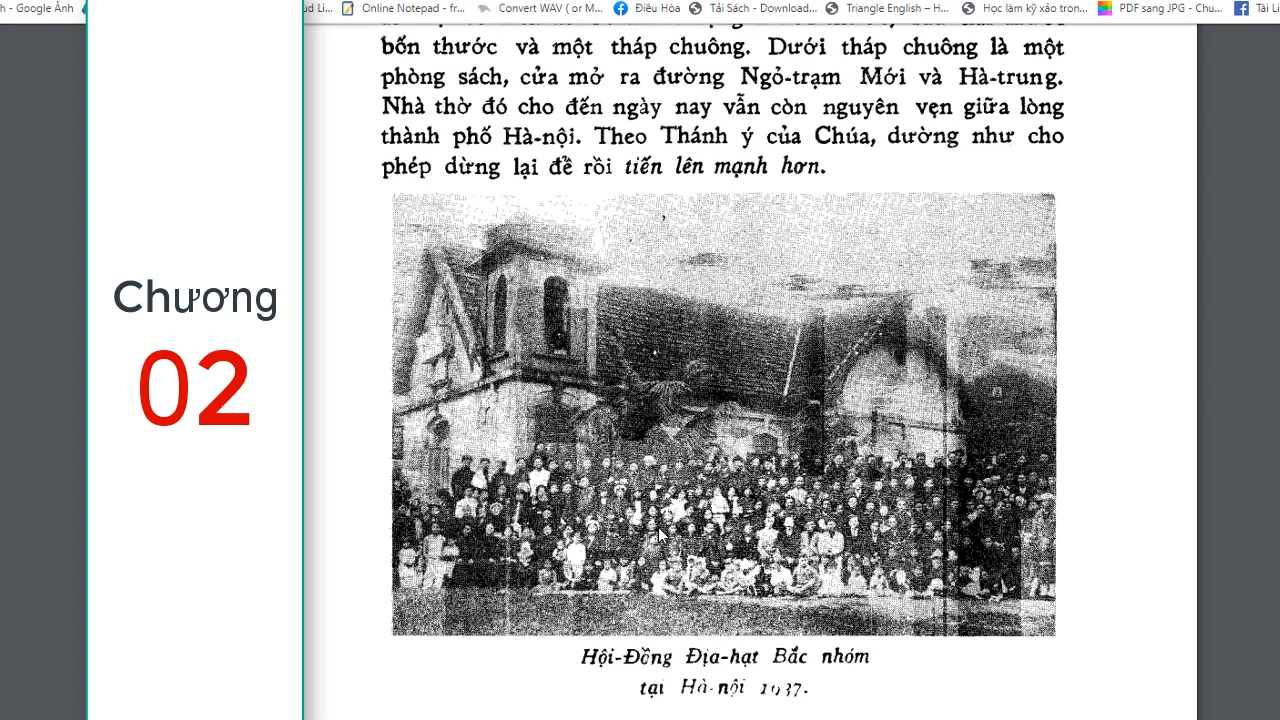 h - Google Ảnh
ud Li...
Online Notepad - fr...
Convert WAV ( or M...
Điều Hòa
Tải Sách - Download...
Triangle English – H...
Học làm kỹ xảo tron...
PDF sang JPG - Chu...
Tài Li
bốn thước và một tháp chuông. Dưới tháp chuông là một
phòng sách, cửa mở ra đường Ngỏ-trạm Mới và Hà-trung.
Nhà thờ đó cho đến ngày nay vẫn còn nguyên vẹn giữa lòng
thành phố Hà-nội. Theo Thánh ý của Chúa, dường như cho
phép dừng lại để rồi tiến lên mạnh hơn.
Chương
02
Hội-Đồng Địa-hạt Bắc nhóm
tại Hà-nội 1937.